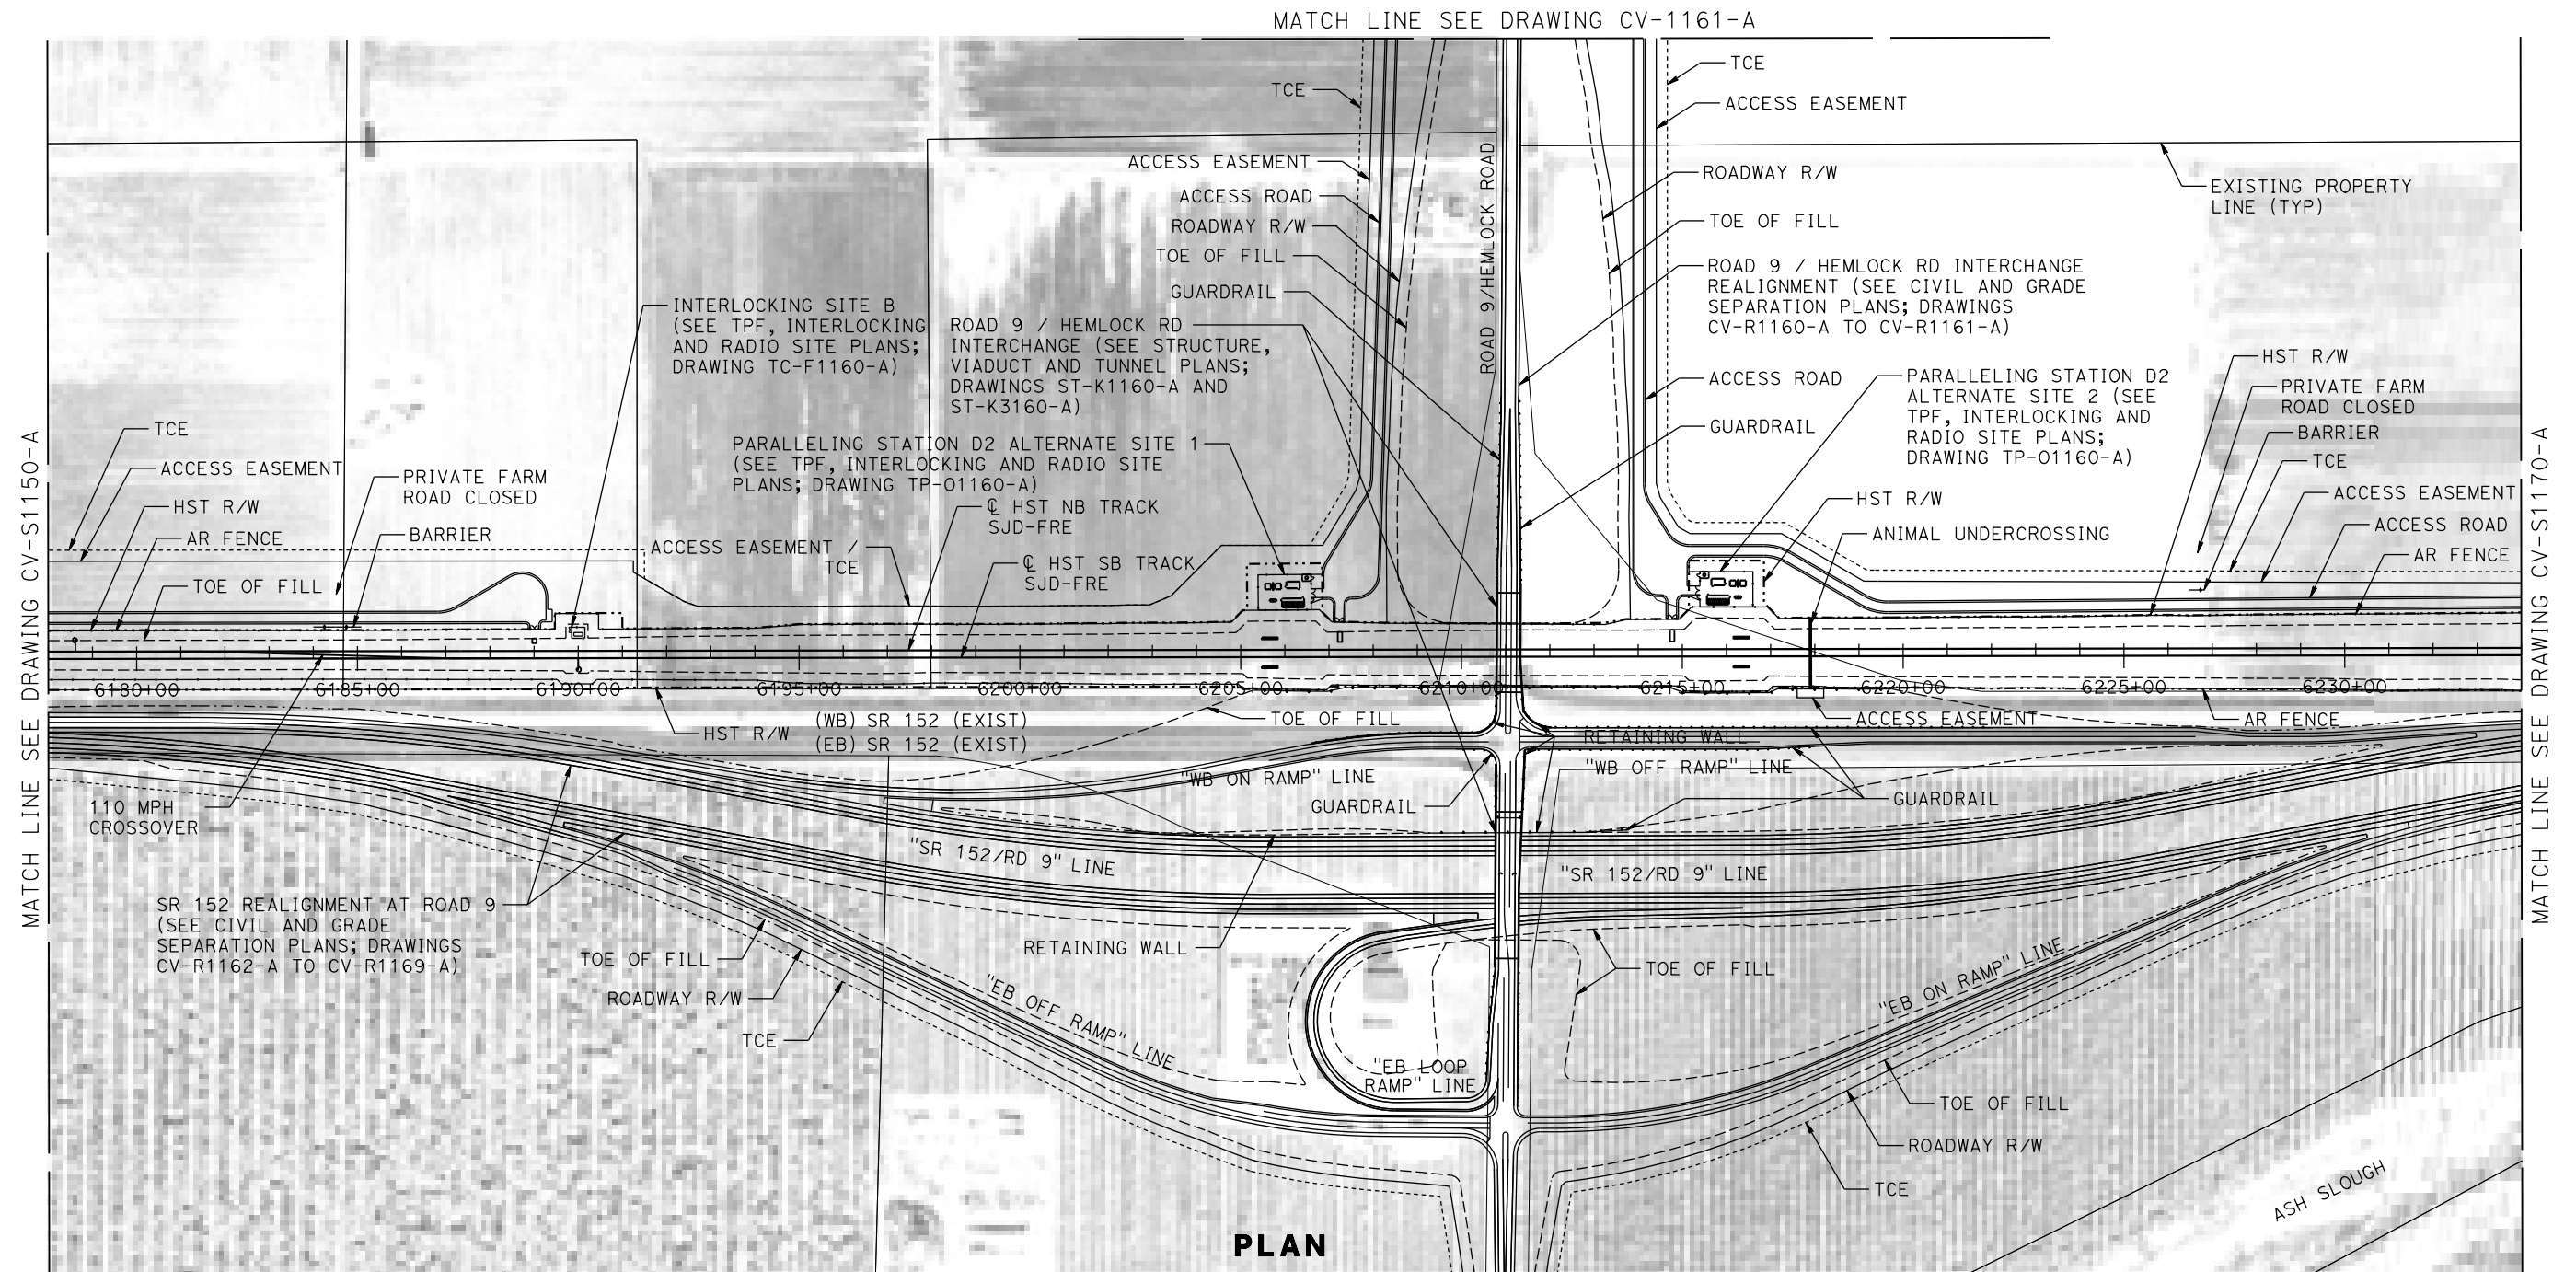 MATCH LINE SEE DRAWING CV-1161-A
MATCH LINE SEE DRAWING CV-S1150-A
MATCH LINE SEE DRAWING CV-S1170-A
TCE
TCE
ACCESS EASEMENT
ACCESS EASEMENT
ACCESS ROAD
ROADWAY R/W
TOE OF FILL
GUARDRAIL
ROAD 9/HEMLOCK ROAD
ROADWAY R/W
TOE OF FILL
EXISTING PROPERTY
LINE (TYP)
ROAD 9 / HEMLOCK RD INTERCHANGE
REALIGNMENT (SEE CIVIL AND GRADE
SEPARATION PLANS; DRAWINGS
CV-R1160-A TO CV-R1161-A)
INTERLOCKING SITE B
(SEE TPF, INTERLOCKING
AND RADIO SITE PLANS;
DRAWING TC-F1160-A)
ROAD 9 / HEMLOCK RD
INTERCHANGE (SEE STRUCTURE,
VIADUCT AND TUNNEL PLANS;
DRAWINGS ST-K1160-A AND
ST-K3160-A)
ACCESS ROAD
GUARDRAIL
PARALLELING STATION D2
ALTERNATE SITE 2 (SEE
TPF, INTERLOCKING AND
RADIO SITE PLANS;
DRAWING TP-O1160-A)
HST R/W
PRIVATE FARM
ROAD CLOSED
BARRIER
TCE
ACCESS EASEMENT
ACCESS ROAD
AR FENCE
HST R/W
ANIMAL UNDERCROSSING
PARALLELING STATION D2 ALTERNATE SITE 1
(SEE TPF, INTERLOCKING AND RADIO SITE
PLANS; DRAWING TP-O1160-A)
TCE
ACCESS EASEMENT
HST R/W
AR FENCE
TOE OF FILL
PRIVATE FARM
ROAD CLOSED
BARRIER
ACCESS EASEMENT /
TCE
℄ HST NB TRACK
SJD-FRE
℄ HST SB TRACK
SJD-FRE
6180+00
6185+00
6190+00
6195+00
6200+00
6205+00
6210+00
6215+00
6220+00
6225+00
6230+00
HST R/W
(WB) SR 152 (EXIST)
(EB) SR 152 (EXIST)
TOE OF FILL
ACCESS EASEMENT
AR FENCE
RETAINING WALL
"WB ON RAMP" LINE
"WB OFF RAMP" LINE
GUARDRAIL
GUARDRAIL
110 MPH
CROSSOVER
"SR 152/RD 9" LINE
"SR 152/RD 9" LINE
SR 152 REALIGNMENT AT ROAD 9
(SEE CIVIL AND GRADE
SEPARATION PLANS; DRAWINGS
CV-R1162-A TO CV-R1169-A)
TOE OF FILL
ROADWAY R/W
TCE
RETAINING WALL
"EB OFF RAMP" LINE
"EB LOOP
RAMP" LINE
TOE OF FILL
"EB ON RAMP" LINE
TOE OF FILL
ROADWAY R/W
TCE
ASH SLOUGH
PLAN